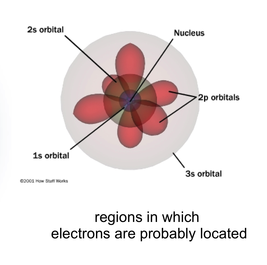 2s orbital
Nucleus
2p orbitals
1s orbital
3s orbital
©2001 How Stuff Works
regions in which
electrons are probably located